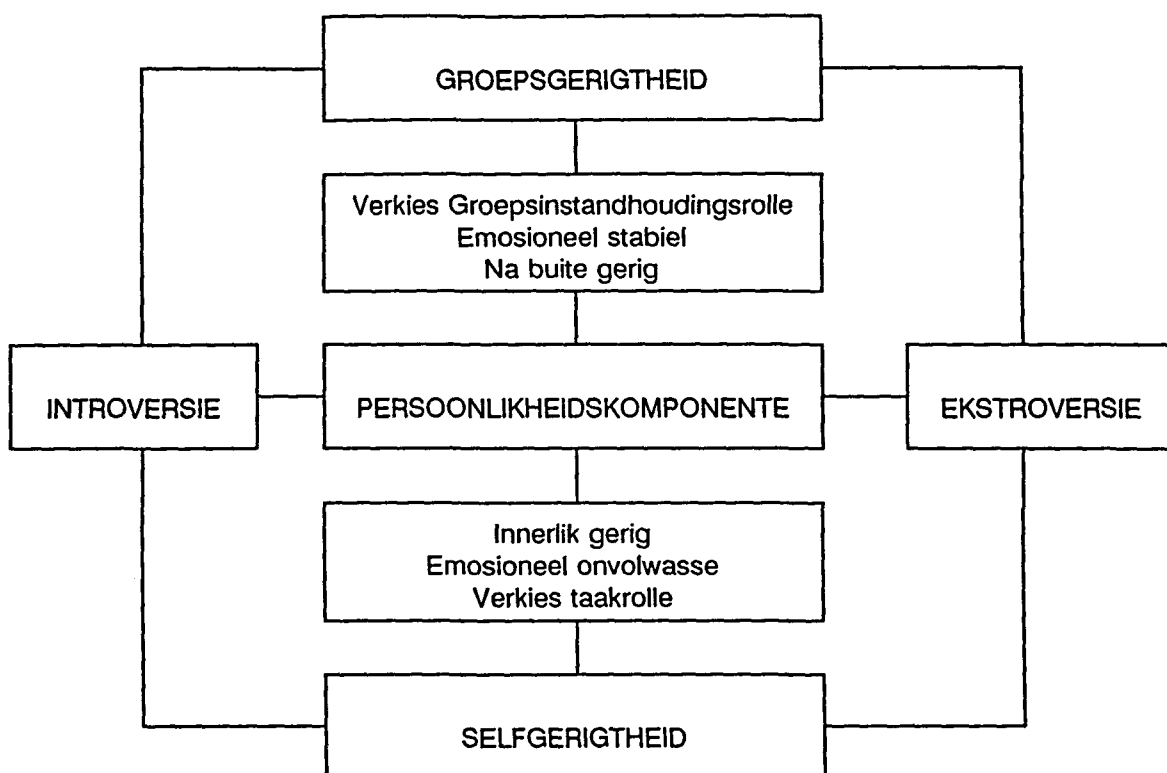 GROEPSGERIGTHEID
Verkies Groepsinstandhoudingsrolle
Emosioneel stabiel
Na buite gerig
INTROVERSIE
PERSOONLIKHEIDSKOMPONENTE
EKSTROVERSIE
Innerlik gerig
Emosioneel onvolwasse
Verkies taakrolle
SELFGERIGTHEID